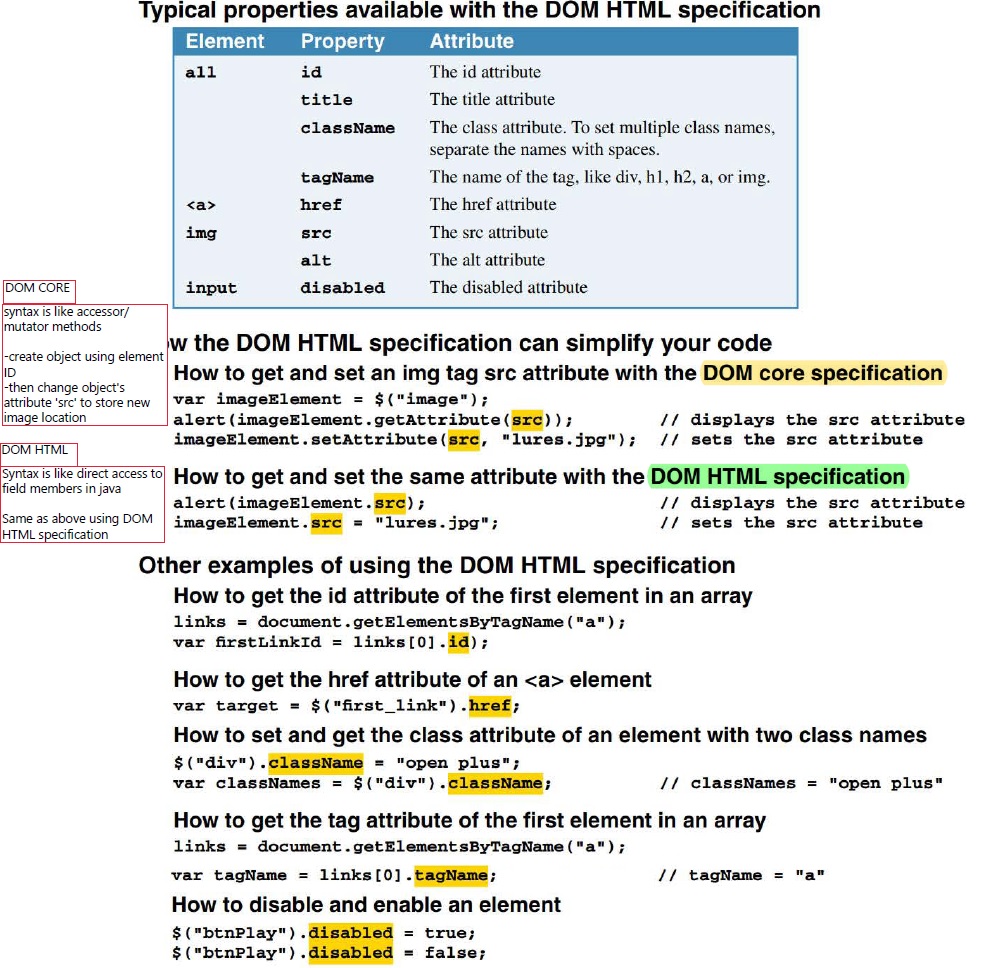 Typical properties available with the DOM HTML specification
Element Property Attribute
all id The id attribute
title The title attribute
className The class attribute. To set multiple class names,
separate the names with spaces.
tagName The name of the tag, like div, h1, h2, a, or img.
<a> href The href attribute
img src The src attribute
alt The alt attribute
input disabled The disabled attribute
DOM CORE
syntax is like accessor/
mutator methods
-create object using element
ID
-then change object's
attribute 'src' to store new
image location
w the DOM HTML specification can simplify your code
How to get and set an img tag src attribute with the DOM core specification
var imageElement = $("image");
alert(imageElement.getAttribute(src)); // displays the src attribute
imageElement.setAttribute(src, "lures.jpg"); // sets the src attribute
DOM HTML
Syntax is like direct access to
field members in java
Same as above using DOM
HTML specification
How to get and set the same attribute with the DOM HTML specification
alert(imageElement.src); // displays the src attribute
imageElement.src = "lures.jpg"; // sets the src attribute
Other examples of using the DOM HTML specification
How to get the id attribute of the first element in an array
links = document.getElementsByTagName("a");
var firstLinkId = links[0].id);
How to get the href attribute of an <a> element
var target = $("first_link").href;
How to set and get the class attribute of an element with two class names
$("div").className = "open plus";
var classNames = $("div").className; // classNames = "open plus"
How to get the tag attribute of the first element in an array
links = document.getElementsByTagName("a");
var tagName = links[0].tagName; // tagName = "a"
How to disable and enable an element
$("btnPlay").disabled = true;
$("btnPlay").disabled = false;